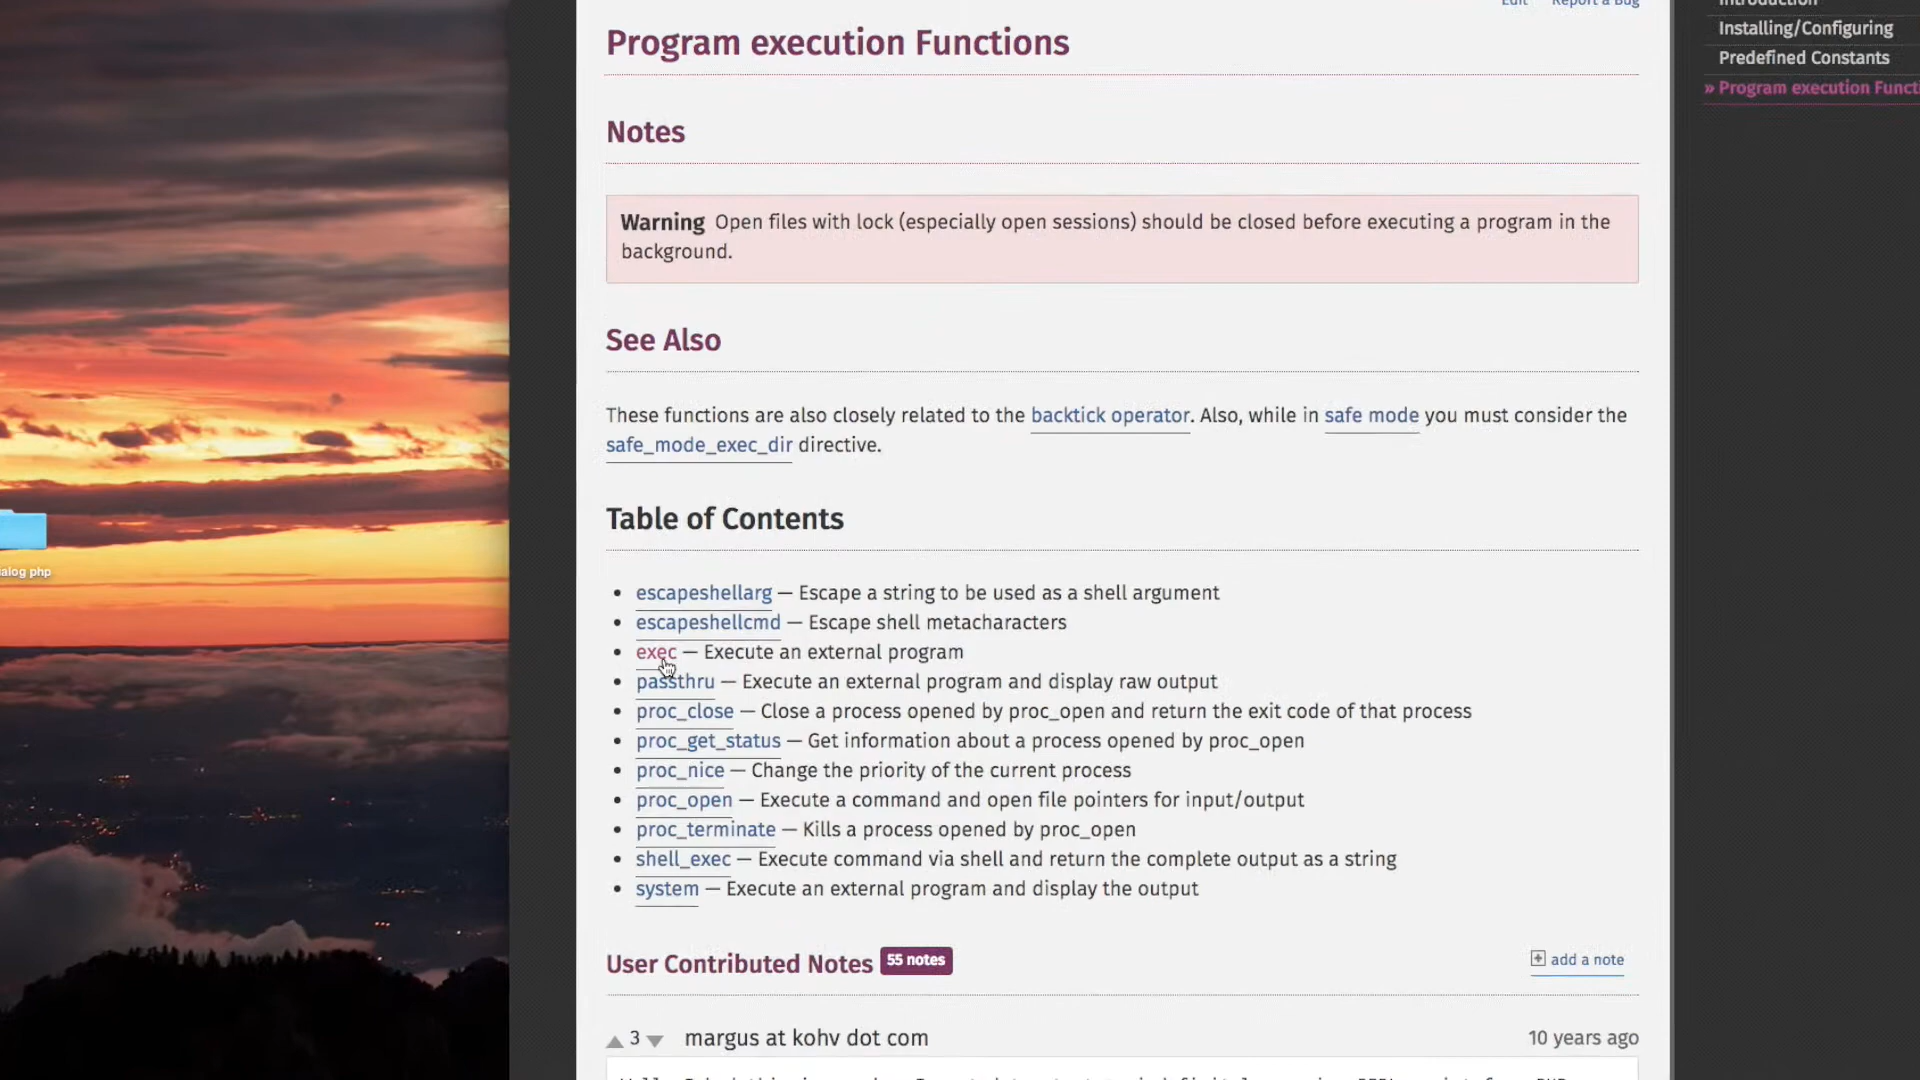 Edit Report a Bug
Program execution Functions
Notes
Warning Open files with lock (especially open sessions) should be closed before executing a program in the
background.
See Also
These functions are also closely related to the backtick operator. Also, while in safe mode you must consider the
safe_mode_exec_dir directive.
Table of Contents
• escapeshellarg — Escape a string to be used as a shell argument
• escapeshellcmd — Escape shell metacharacters
• exec — Execute an external program
• passthru — Execute an external program and display raw output
• proc_close — Close a process opened by proc_open and return the exit code of that process
• proc_get_status — Get information about a process opened by proc_open
• proc_nice — Change the priority of the current process
• proc_open — Execute a command and open file pointers for input/output
• proc_terminate — Kills a process opened by proc_open
• shell_exec — Execute command via shell and return the complete output as a string
• system — Execute an external program and display the output
User Contributed Notes 55 notes
add a note
3 margus at kohv dot com 10 years ago
Introduction
Installing/Configuring
Predefined Constants
» Program execution Functi
alog php